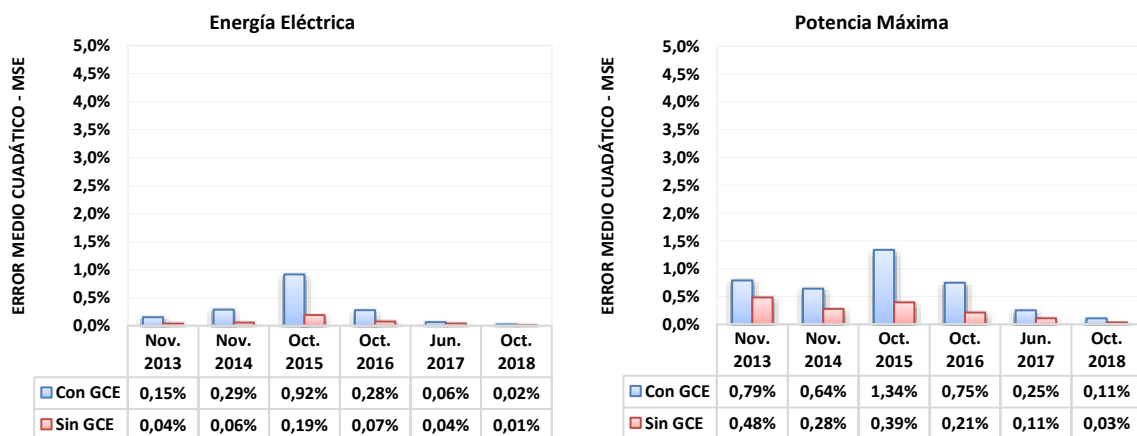 Energía Eléctrica
ERROR MEDIO CUADÁTICO - MSE
5,0%
4,5%
4,0%
3,5%
3,0%
2,5%
2,0%
1,5%
1,0%
0,5%
0,0%
Nov. Nov. Oct. Oct. Jun. Oct.
2013 2014 2015 2016 2017 2018
Con GCE 0,15% 0,29% 0,92% 0,28% 0,06% 0,02%
Sin GCE 0,04% 0,06% 0,19% 0,07% 0,04% 0,01%
Potencia Máxima
ERROR MEDIO CUADÁTICO - MSE
5,0%
4,5%
4,0%
3,5%
3,0%
2,5%
2,0%
1,5%
1,0%
0,5%
0,0%
Nov. Nov. Oct. Oct. Jun. Oct.
2013 2014 2015 2016 2017 2018
Con GCE 0,79% 0,64% 1,34% 0,75% 0,25% 0,11%
Sin GCE 0,48% 0,28% 0,39% 0,21% 0,11% 0,03%